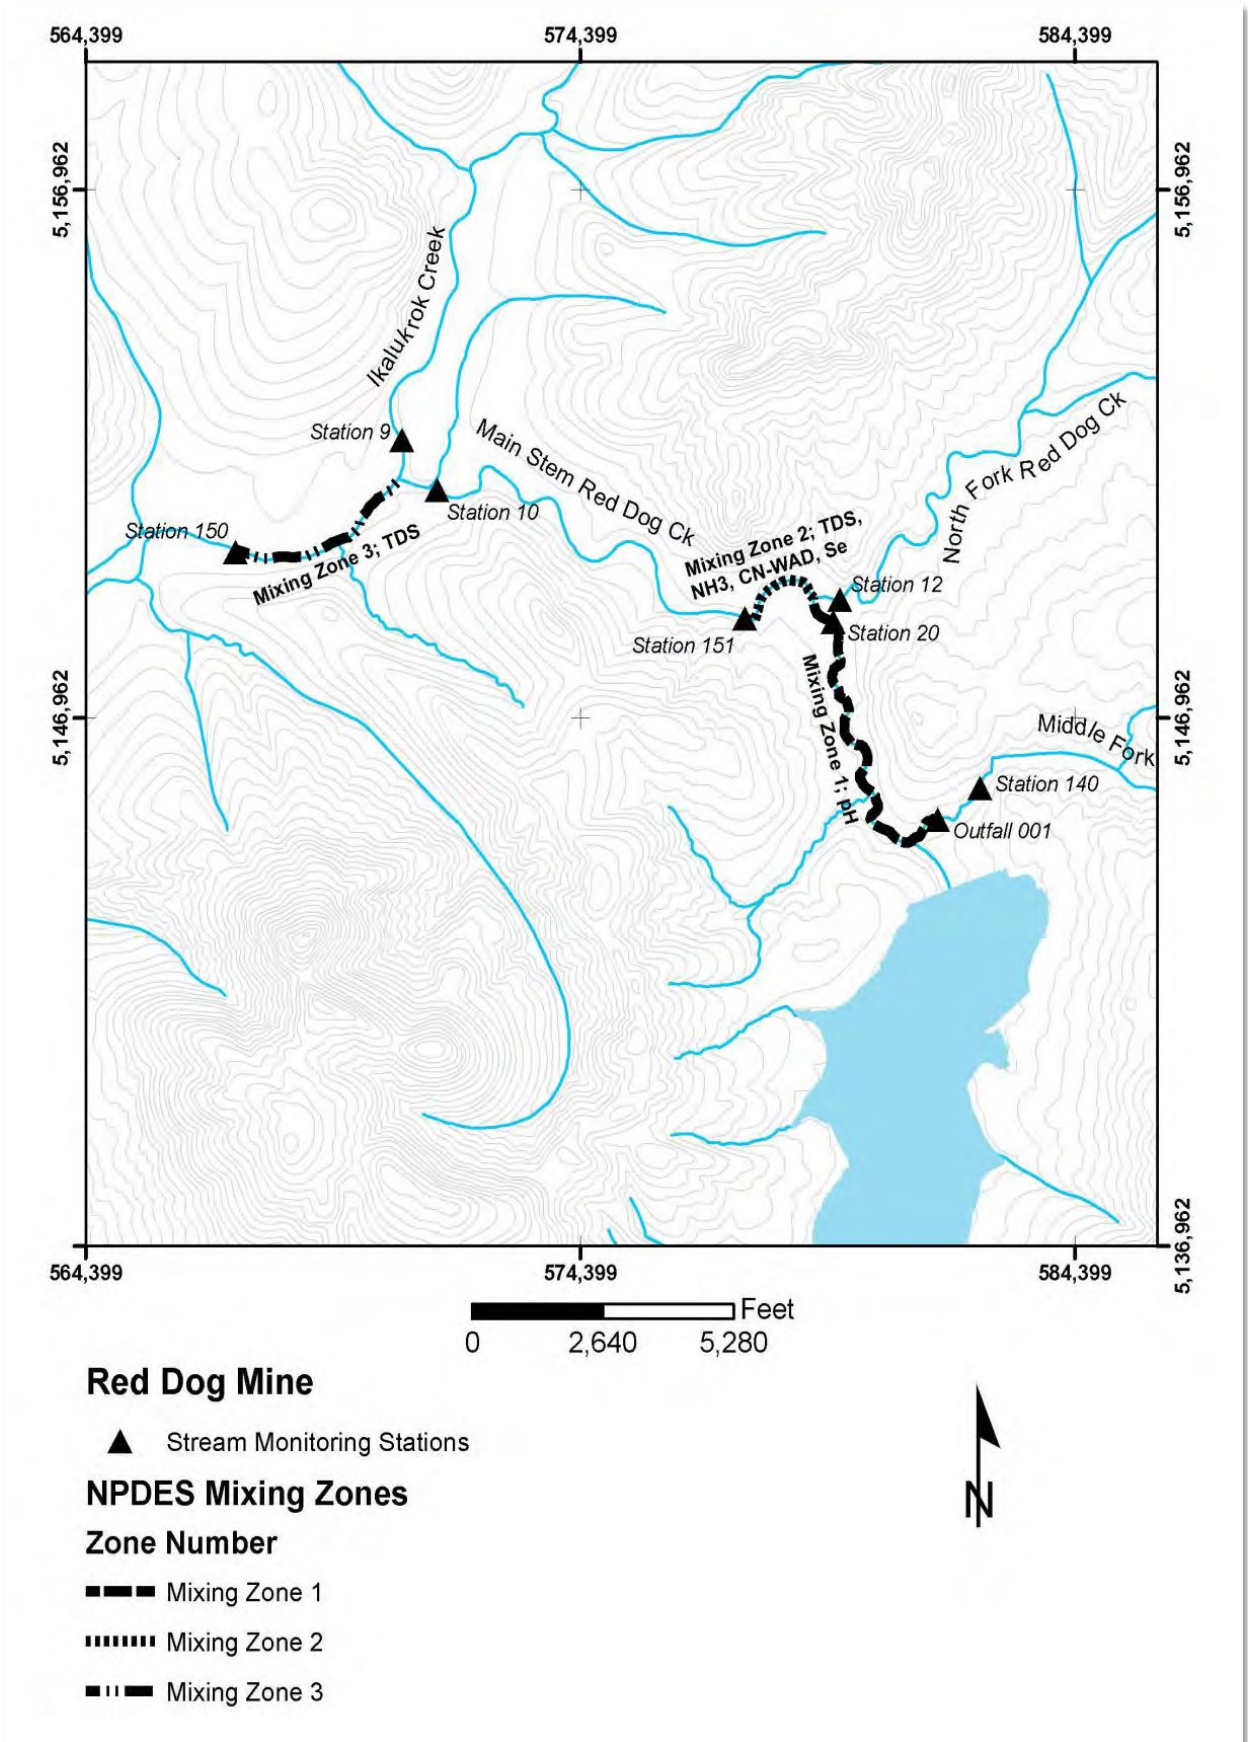 564,399 574,399 584,399
5,156,962
5,156,962
Ikalukrok Creek
North Fork Red Dog Ck
Station 9
Main Stem Red Dog Ck
Station 10
Station 150
Mixing Zone 3; TDS
Mixing Zone 2; TDS,
NH3, CN-WAD, Se
Station 12
Station 20
Station 151
5,146,962
5,146,962
Mixing Zone 1; pH
Middle Fork
Station 140
Outfall 001
5,136,962
564,399 574,399 584,399
Feet
0 2,640 5,280
Red Dog Mine
Stream Monitoring Stations
N
NPDES Mixing Zones
Zone Number
Mixing Zone 1
Mixing Zone 2
Mixing Zone 3